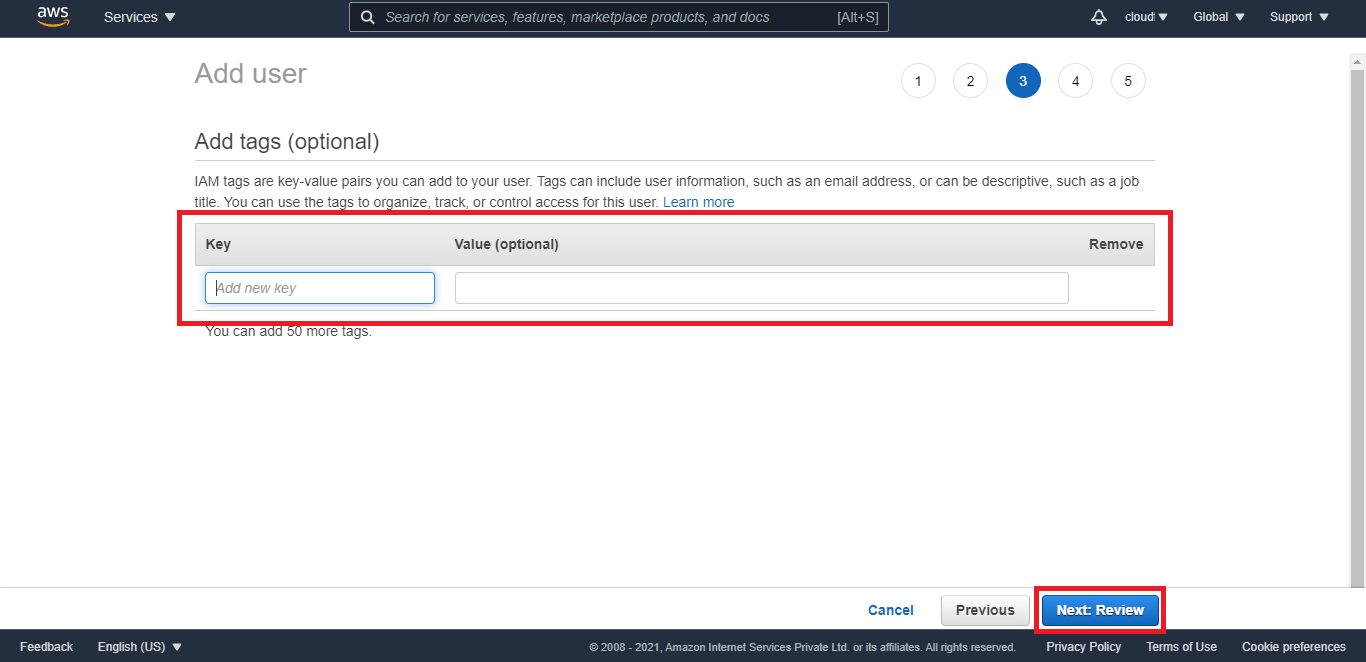 aws
Services ▼
Search for services, features, marketplace products, and docs [Alt+S]
cloud ▼
Global ▼
Support ▼
Add user
1 2 3 4 5
Add tags (optional)
IAM tags are key-value pairs you can add to your user. Tags can include user information, such as an email address, or can be descriptive, such as a job
title. You can use the tags to organize, track, or control access for this user. Learn more
Key Value (optional) Remove
Add new key
You can add 50 more tags.
Cancel Previous Next: Review
Feedback English (US) ▼ © 2008 - 2021, Amazon Internet Services Private Ltd. or its affiliates. All rights reserved. Privacy Policy Terms of Use Cookie preferences